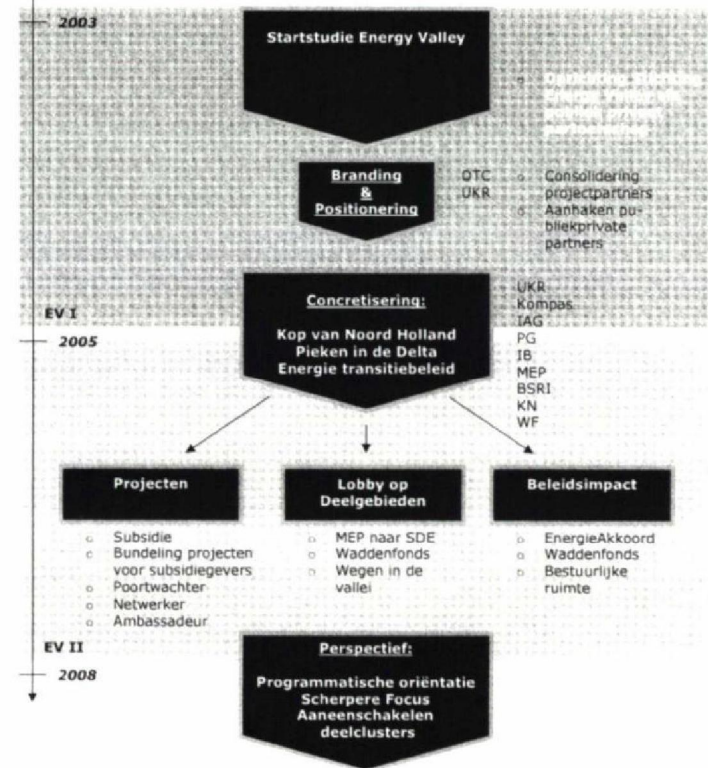 2003
Startstudie Energy Valley
Branding
&
Positionering
OTC
UKR
Consolidering
projectpartners
Aanhaken pu-
bliekprivate
partners
Concretisering:
Kop van Noord Holland
Pieken in de Delta
Energie transitiebeleid
UKR
Kompas
IAG
PG
IB
MEP
BSRI
KN
WF
EV I
2005
Projecten
Subsidie
Bundeling projecten
voor subsidiegevers
Poortwachter
Netwerker
Ambassadeur
Lobby op
Deelgebieden
MEP naar SDE
Waddenfonds
Wegen in de
vallei
Beleidsimpact
EnergieAkkoord
Waddenfonds
Bestuurlijke
ruimte
EV II
2008
Perspectief:
Programmatische oriëntatie
Scherpere Focus
Aaneenschakelen
deelclusters